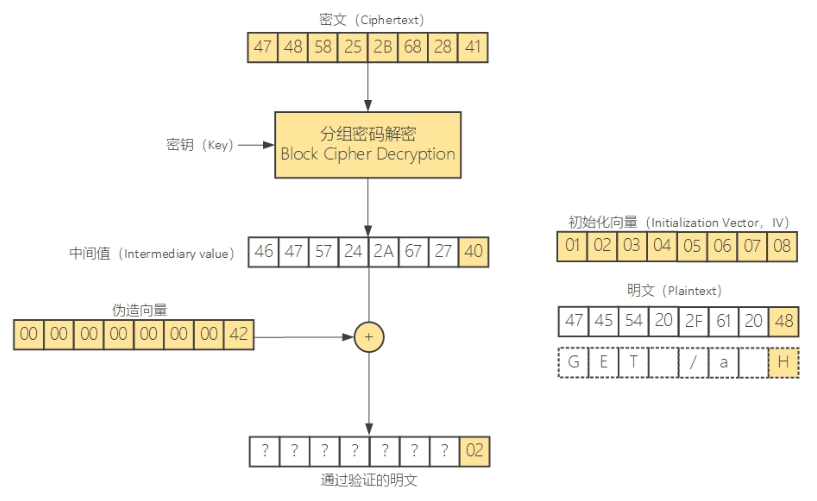 密文（Ciphertext）
47 48 58 25 2B 68 28 41
密钥（Key）
分组密码解密
Block Cipher Decryption
中间值（Intermediary value）
46 47 57 24 2A 67 27 40
初始化向量（Initialization Vector，IV）
01 02 03 04 05 06 07 08
伪造向量
00 00 00 00 00 00 00 42
+
明文（Plaintext）
47 45 54 20 2F 61 20 48
G E T / a H
? ? ? ? ? ? ? 02
通过验证的明文